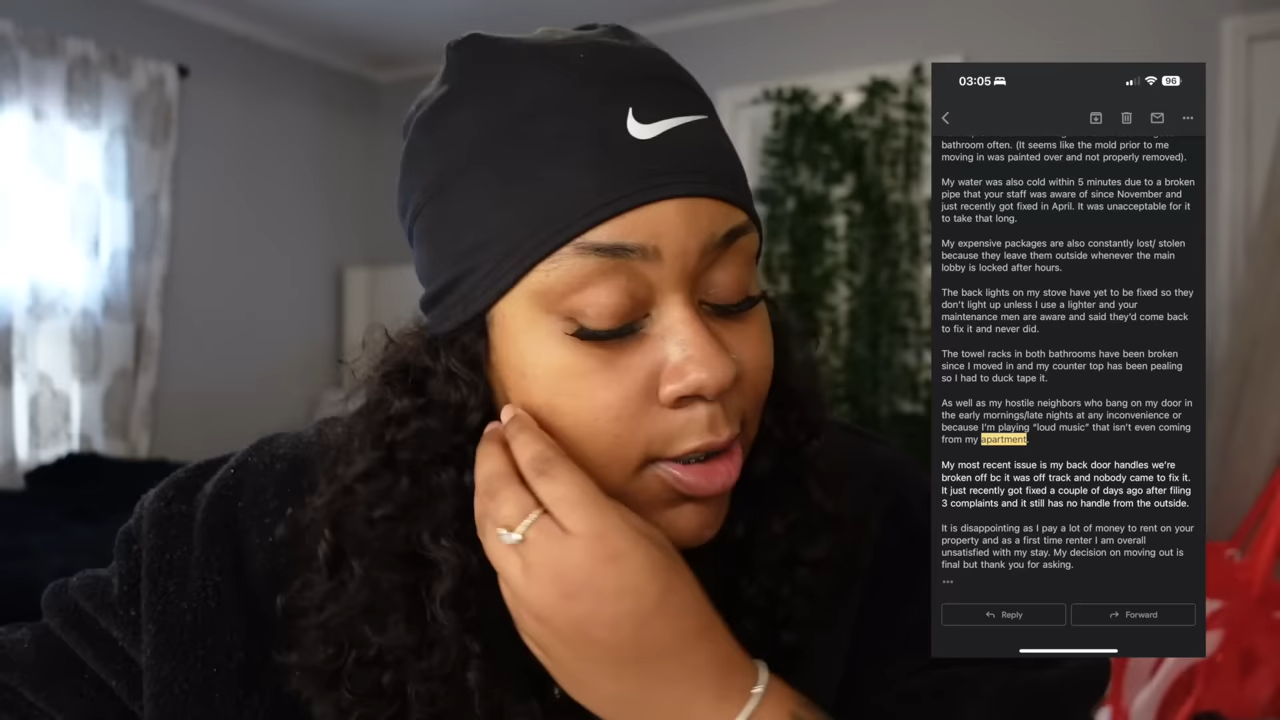 03:05
96
bathroom often. (It seems like the mold prior to me
moving in was painted over and not properly removed).
My water was also cold within 5 minutes due to a broken
pipe that your staff was aware of since November and
just recently got fixed in April. It was unacceptable for it
to take that long.
My expensive packages are also constantly lost/ stolen
because they leave them outside whenever the main
lobby is locked after hours.
The back lights on my stove have yet to be fixed so they
don't light up unless I use a lighter and your
maintenance men are aware and said they'd come back
to fix it and never did.
The towel racks in both bathrooms have been broken
since I moved in and my counter top has been pealing
so I had to duck tape it.
As well as my hostile neighbors who bang on my door in
the early mornings/late nights at any inconvenience or
because I'm playing “loud music” that isn't even coming
from my apartment.
My most recent issue is my back door handles we're
broken off bc it was off track and nobody came to fix it.
It just recently got fixed a couple of days ago after filing
3 complaints and it still has no handle from the outside.
It is disappointing as I pay a lot of money to rent on your
property and as a first time renter I am overall
unsatisfied with my stay. My decision on moving out is
final but thank you for asking.
Reply
Forward